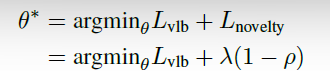 θ* = argmin_θ L_vlb + L_novelty
= argmin_θ L_vlb + λ(1 − ρ)